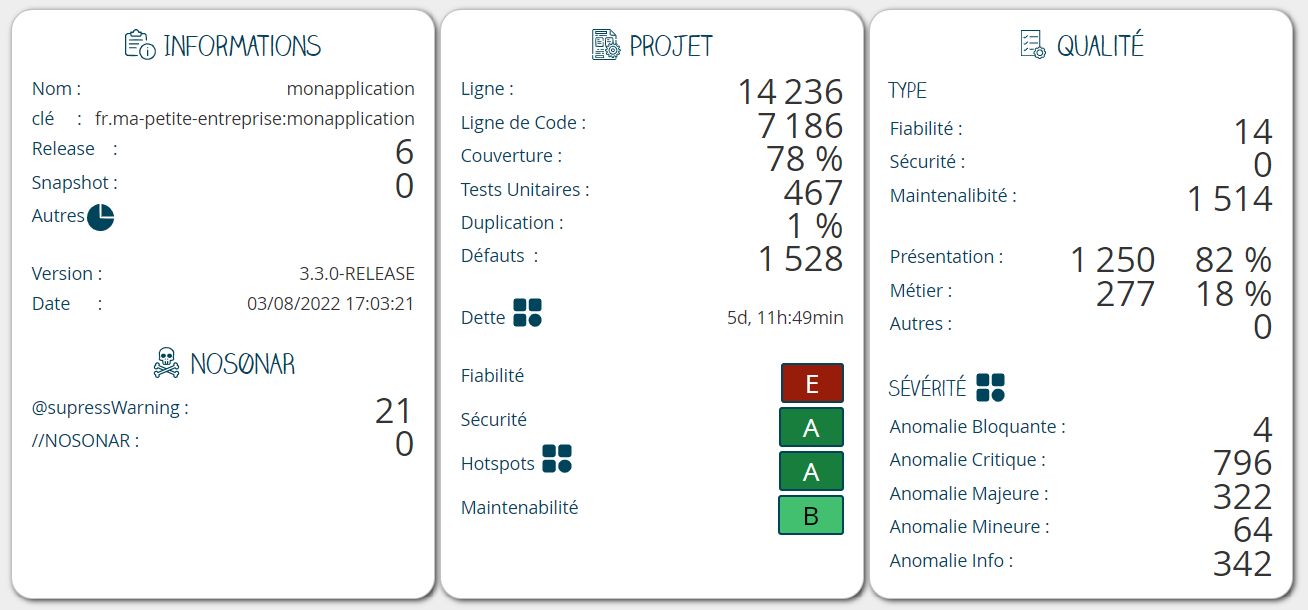 INFORMATIONS
Nom : monapplication
clé : fr.ma-petite-entreprise:monapplication
Release : 6
Snapshot : 0
Autres
Version : 3.3.0-RELEASE
Date : 03/08/2022 17:03:21
NOSONAR
@supressWarning : 21
//NOSONAR : 0
PROJET
Ligne : 14 236
Ligne de Code : 7 186
Couverture : 78 %
Tests Unitaires : 467
Duplication : 1 %
Défauts : 1 528
Dette 5d, 11h:49min
Fiabilité E
Sécurité A
Hotspots A
Maintenabilité B
QUALITÉ
TYPE
Fiabilité : 14
Sécurité : 0
Maintenalibité : 1 514
Présentation : 1 250 82 %
Métier : 277 18 %
Autres : 0
SÉVÉRITÉ
Anomalie Bloquante : 4
Anomalie Critique : 796
Anomalie Majeure : 322
Anomalie Mineure : 64
Anomalie Info : 342